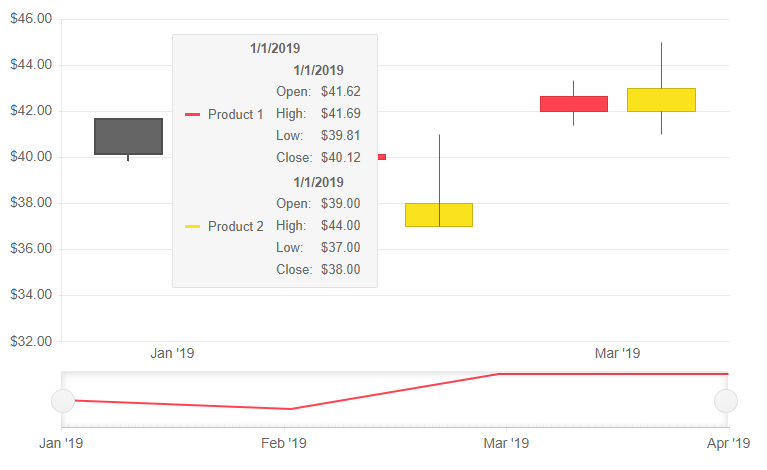 $46.00
$44.00
$42.00
$40.00
$38.00
$36.00
$34.00
$32.00
1/1/2019
1/1/2019
Product 1
Open: $41.62
High: $41.69
Low: $39.81
Close: $40.12
1/1/2019
Product 2
Open: $39.00
High: $44.00
Low: $37.00
Close: $38.00
Jan '19 Mar '19
Jan '19 Feb '19 Mar '19 Apr '19